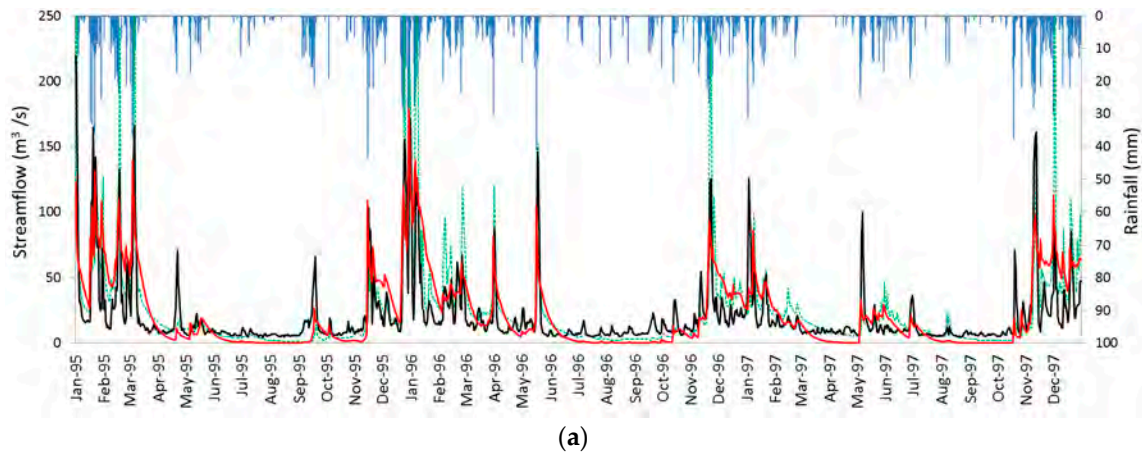 Streamflow (m³ /s)
250
200
150
100
50
0
Rainfall (mm)
0
10
20
30
40
50
60
70
80
90
100
Jan-95
Feb-95
Mar-95
Apr-95
May-95
Jun-95
Jul-95
Aug-95
Sep-95
Oct-95
Nov-95
Dec-95
Jan-96
Feb-96
Mar-96
Apr-96
May-96
Jun-96
Jul-96
Aug-96
Sep-96
Oct-96
Nov-96
Dec-96
Jan-97
Feb-97
Mar-97
Apr-97
May-97
Jun-97
Jul-97
Aug-97
Sep-97
Oct-97
Nov-97
Dec-97
(a)